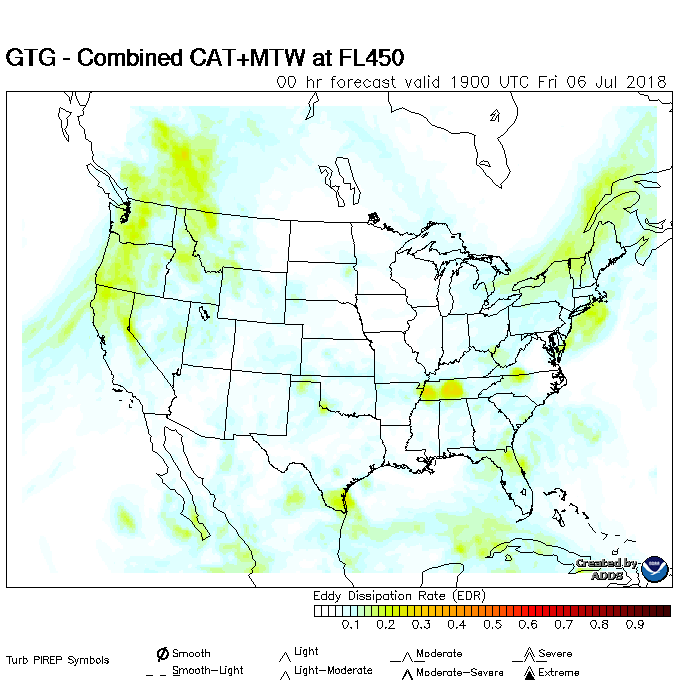 GTG - Combined CAT+MTW at FL450
00 hr forecast valid 1900 UTC Fri 06 Jul 2018
Created by
ADDS
Eddy Dissipation Rate (EDR)
0.1 0.2 0.3 0.4 0.5 0.6 0.7 0.8 0.9
Turb PIREP Symbols
Smooth Light Moderate Severe
Smooth-Light Light-Moderate Moderate-Severe Extreme